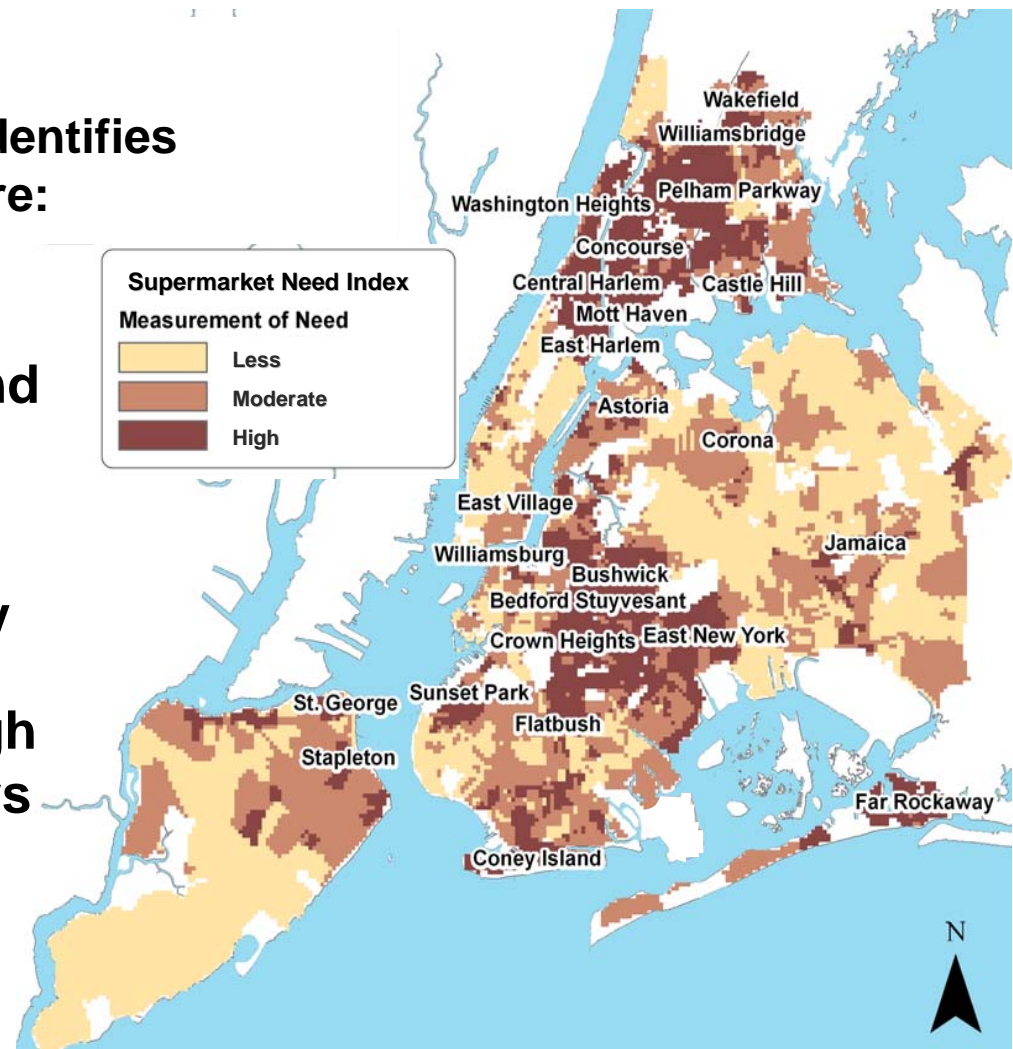 dentifies
re:
nd
y
gh
ys
Supermarket Need Index
Measurement of Need
Less
Moderate
High
Wakefield
Williamsbridge
Pelham Parkway
Washington Heights
Concourse
Central Harlem
Castle Hill
Mott Haven
East Harlem
Astoria
Corona
East Village
Jamaica
Williamsburg
Bushwick
Bedford Stuyvesant
Crown Heights
East New York
Sunset Park
St. George
Flatbush
Stapleton
Far Rockaway
Coney Island
N